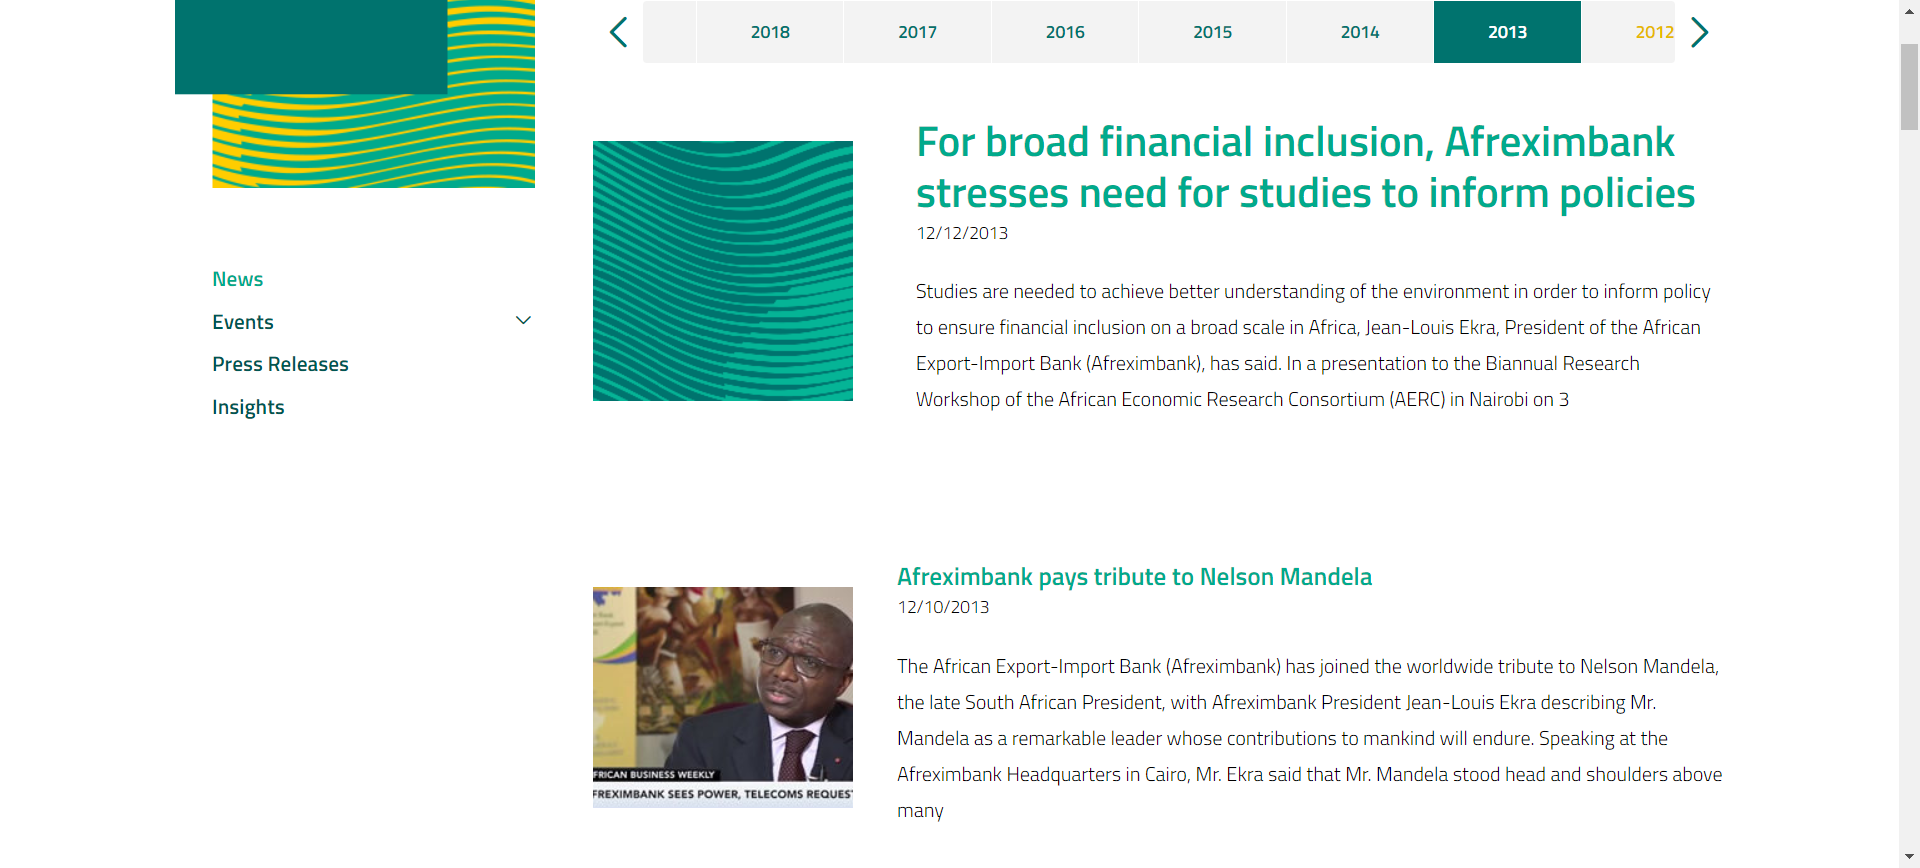 2018 2017 2016 2015 2014 2013 2012
For broad financial inclusion, Afreximbank
stresses need for studies to inform policies
12/12/2013
Studies are needed to achieve better understanding of the environment in order to inform policy
to ensure financial inclusion on a broad scale in Africa, Jean-Louis Ekra, President of the African
Export-Import Bank (Afreximbank), has said. In a presentation to the Biannual Research
Workshop of the African Economic Research Consortium (AERC) in Nairobi on 3
News
Events
Press Releases
Insights
Afreximbank pays tribute to Nelson Mandela
12/10/2013
The African Export-Import Bank (Afreximbank) has joined the worldwide tribute to Nelson Mandela,
the late South African President, with Afreximbank President Jean-Louis Ekra describing Mr.
Mandela as a remarkable leader whose contributions to mankind will endure. Speaking at the
Afreximbank Headquarters in Cairo, Mr. Ekra said that Mr. Mandela stood head and shoulders above
many
FRICAN BUSINESS WEEKLY
FREXIMBANK SEES POWER, TELECOMS REQUES